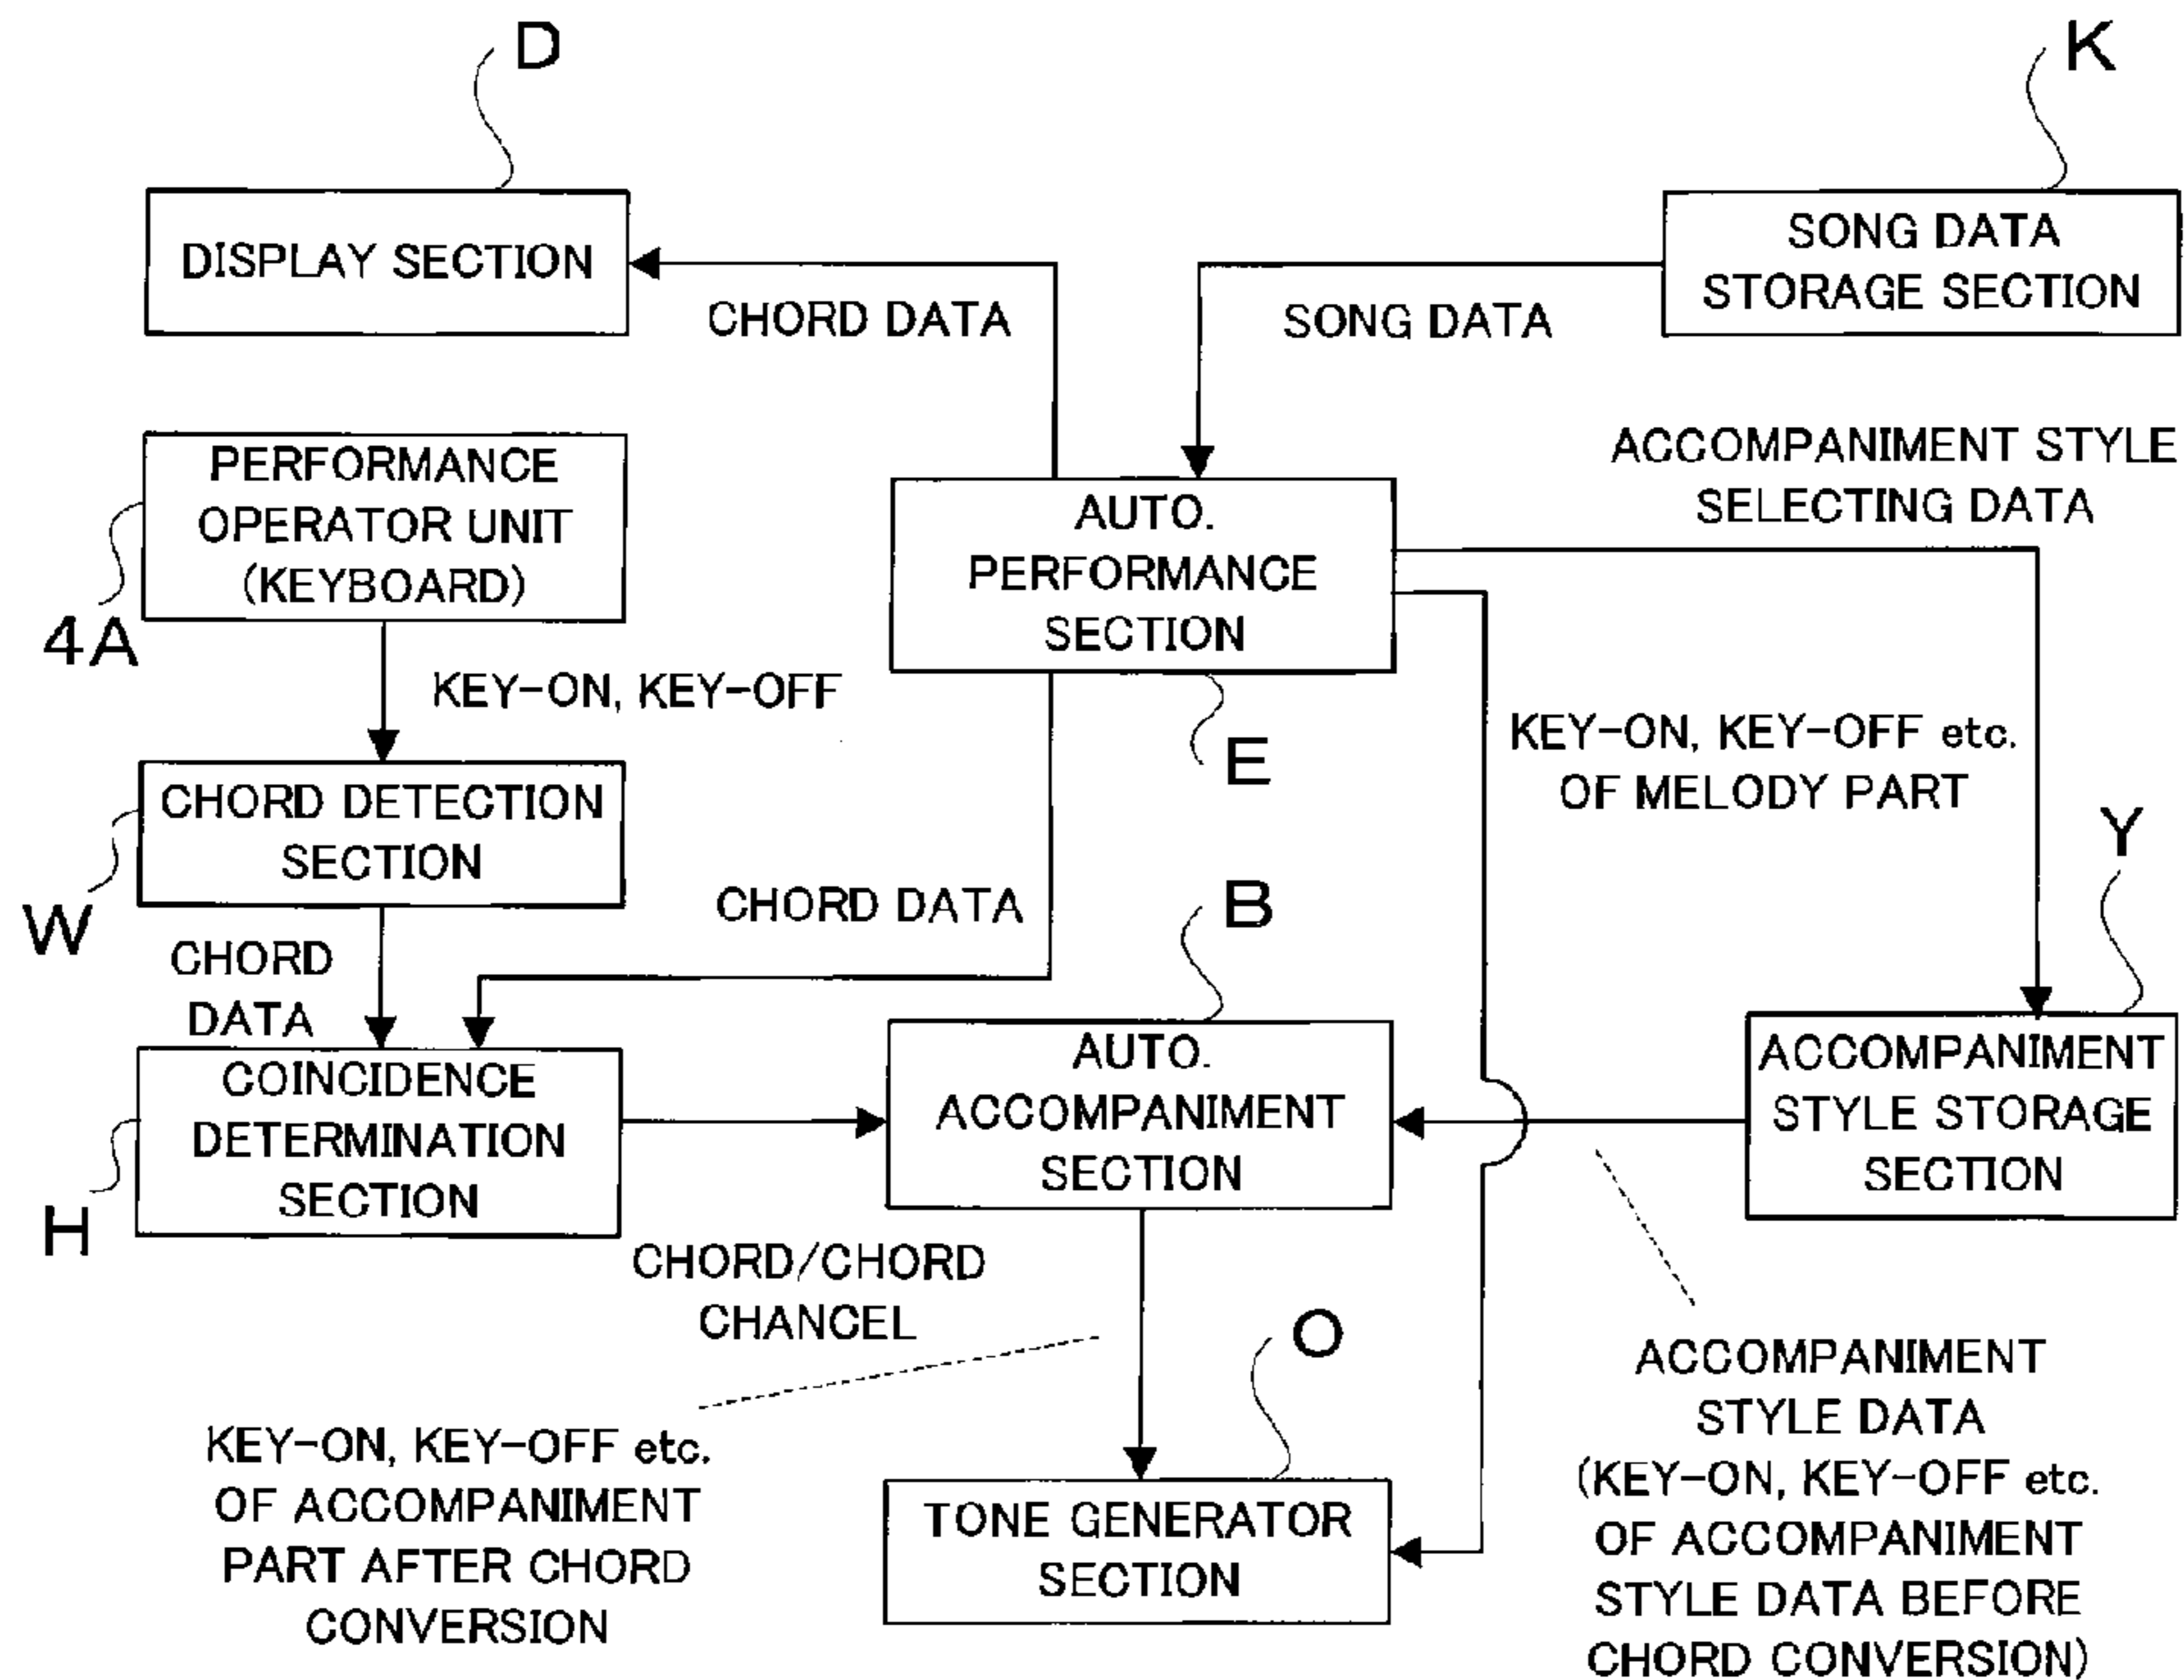 D
K
DISPLAY SECTION
SONG DATA
STORAGE SECTION
CHORD DATA
SONG DATA
PERFORMANCE
OPERATOR UNIT
(KEYBOARD)
4A
AUTO.
PERFORMANCE
SECTION
E
ACCOMPANIMENT STYLE
SELECTING DATA
KEY-ON, KEY-OFF
KEY-ON, KEY-OFF etc.
OF MELODY PART
CHORD DETECTION
SECTION
W
CHORD
DATA
CHORD DATA
B
Y
COINCIDENCE
DETERMINATION
SECTION
H
AUTO.
ACCOMPANIMENT
SECTION
ACCOMPANIMENT
STYLE STORAGE
SECTION
CHORD/CHORD
CHANCEL
O
KEY-ON, KEY-OFF etc.
OF ACCOMPANIMENT
PART AFTER CHORD
CONVERSION
TONE GENERATOR
SECTION
ACCOMPANIMENT
STYLE DATA
(KEY-ON, KEY-OFF etc.
OF ACCOMPANIMENT
STYLE DATA BEFORE
CHORD CONVERSION)